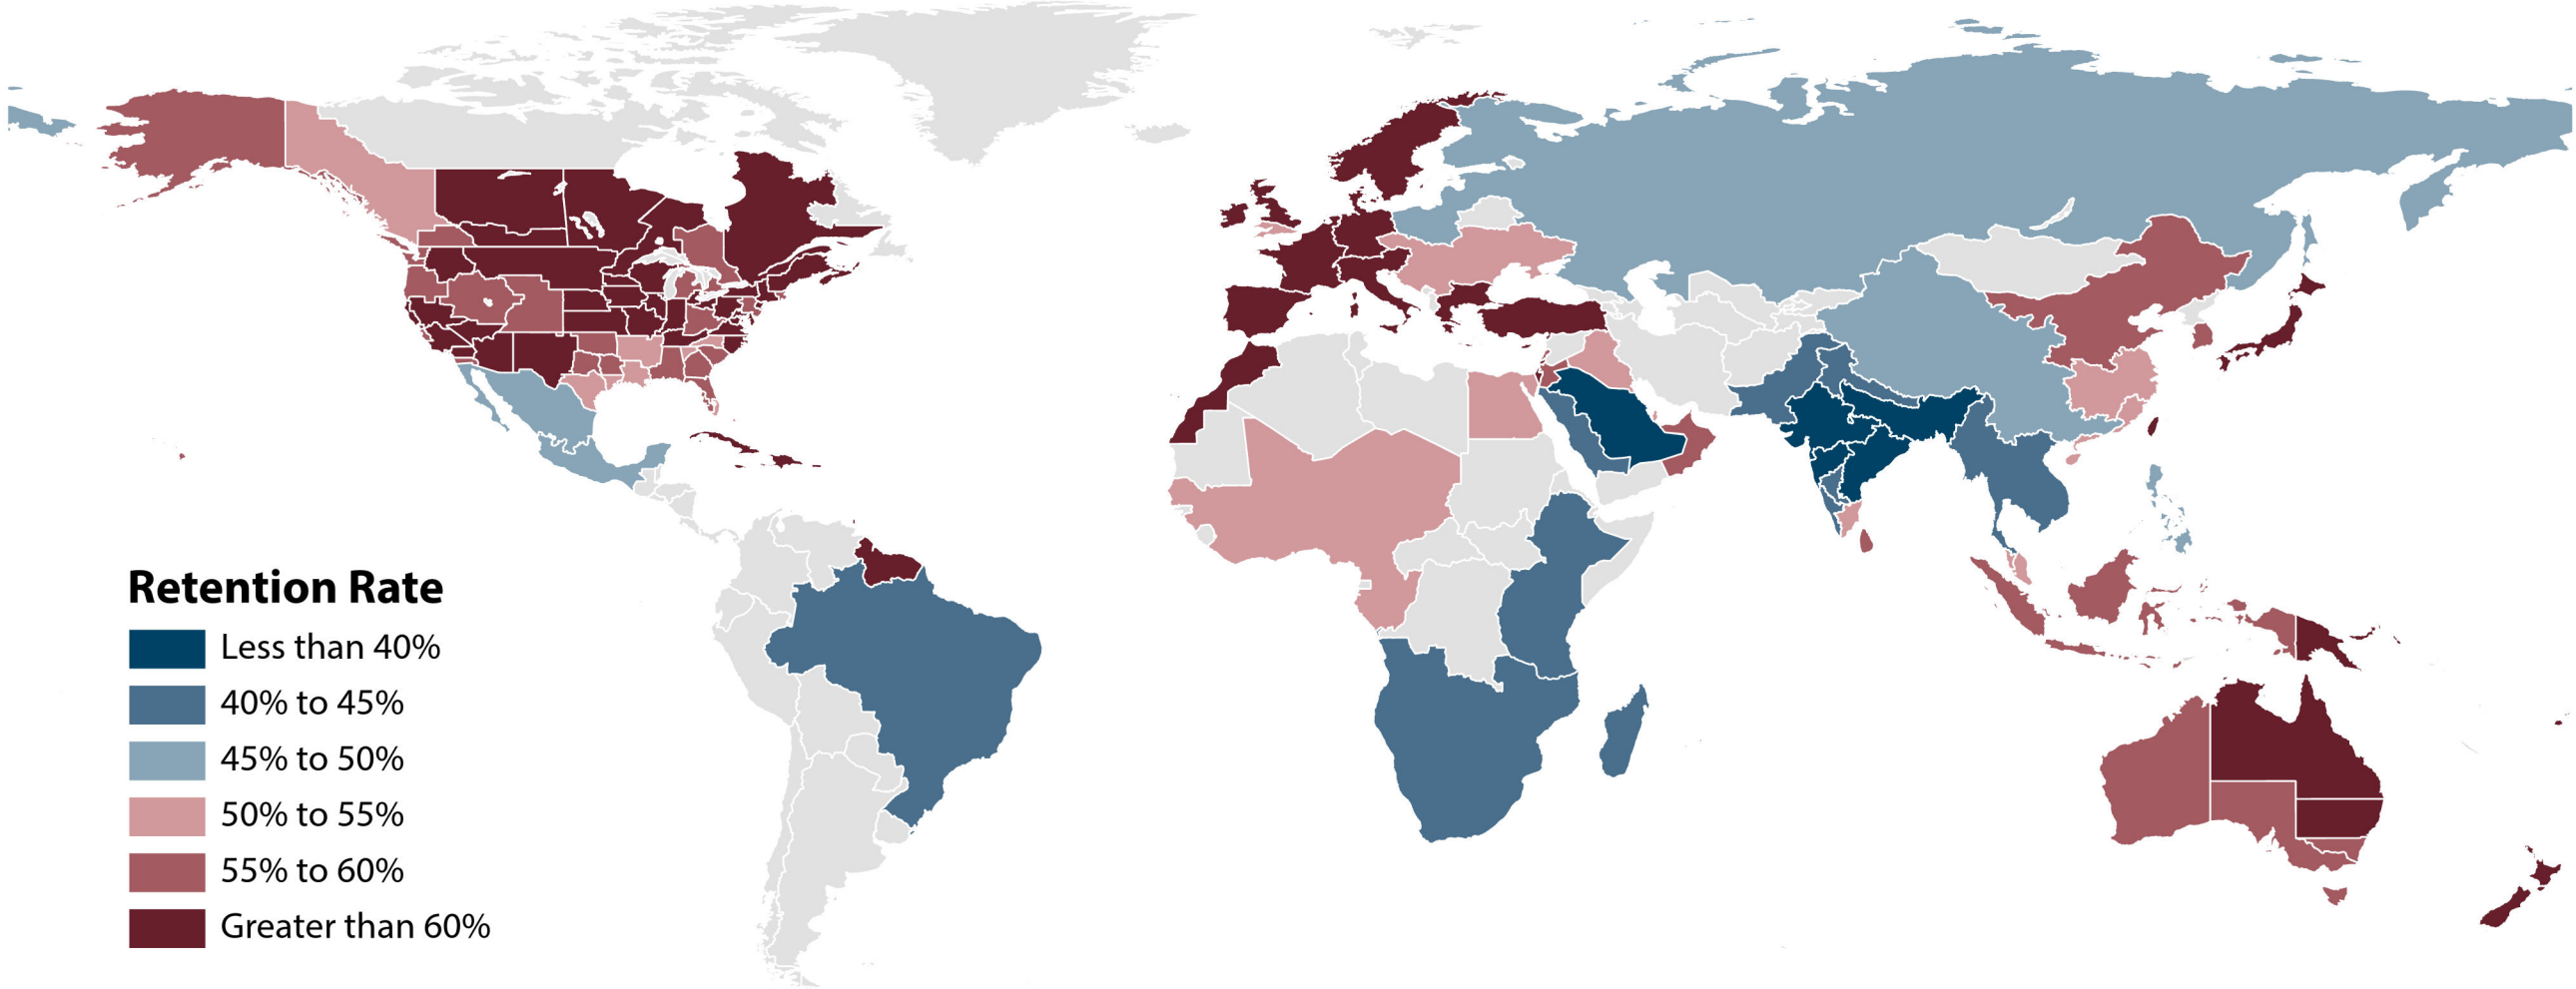 Retention Rate
Less than 40%
40% to 45%
45% to 50%
50% to 55%
55% to 60%
Greater than 60%